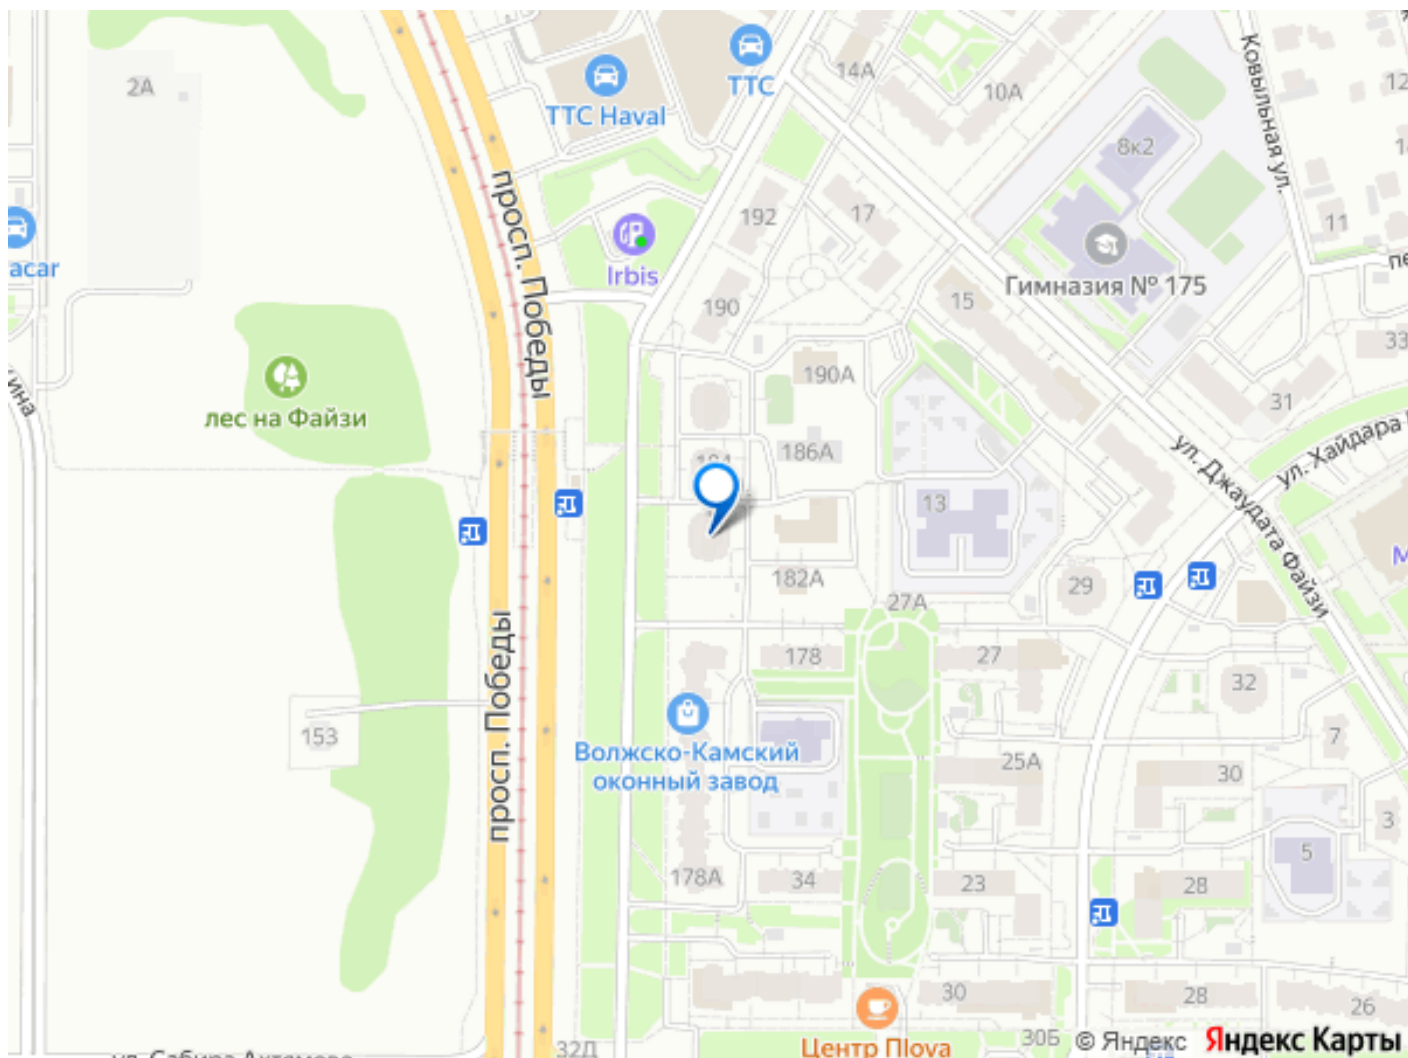 2А
ТТС Haval
ТТС
14А
10А
Ковыльная ул.
12
8к2
11
acar
просп. Победы
Irbis
192
17
Гимназия № 175
190
15
33
лес на Файзи
190А
31
186А
ул. Джаудата Файзи
ул. Хайдара
13
182А
27А
29
просп. Победы
178
27
32
153
Волжско-Камский
оконный завод
25А
30
7
3
5
178А
34
23
28
30
28
26
Центр Плова
32Д
30Б
© Яндекс
Яндекс Карты